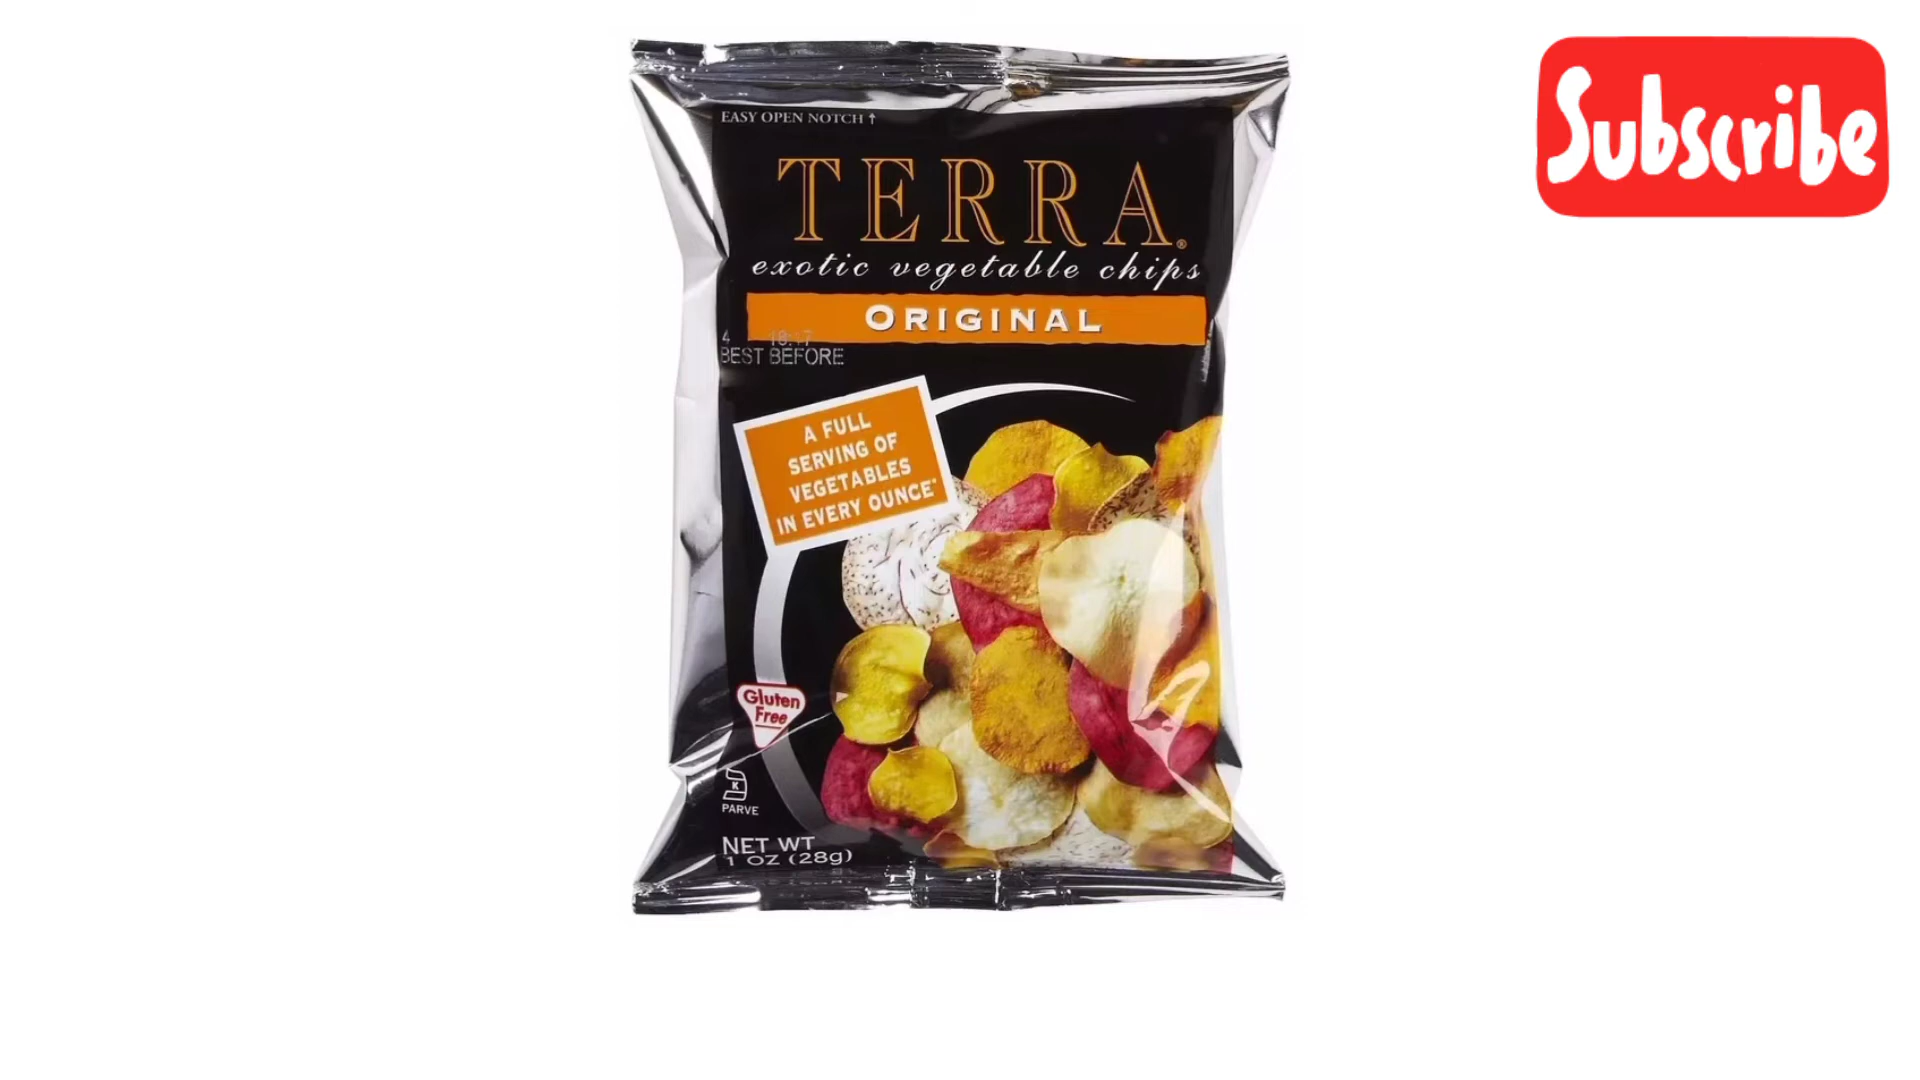 Subscribe
EASY OPEN NOTCH ↑
TERRA®
exotic vegetable chips
ORIGINAL
4
BEST BEFORE
A FULL
SERVING OF
VEGETABLES
IN EVERY OUNCE*
Gluten
Free
K
PARVE
NET WT
1 OZ (28g)